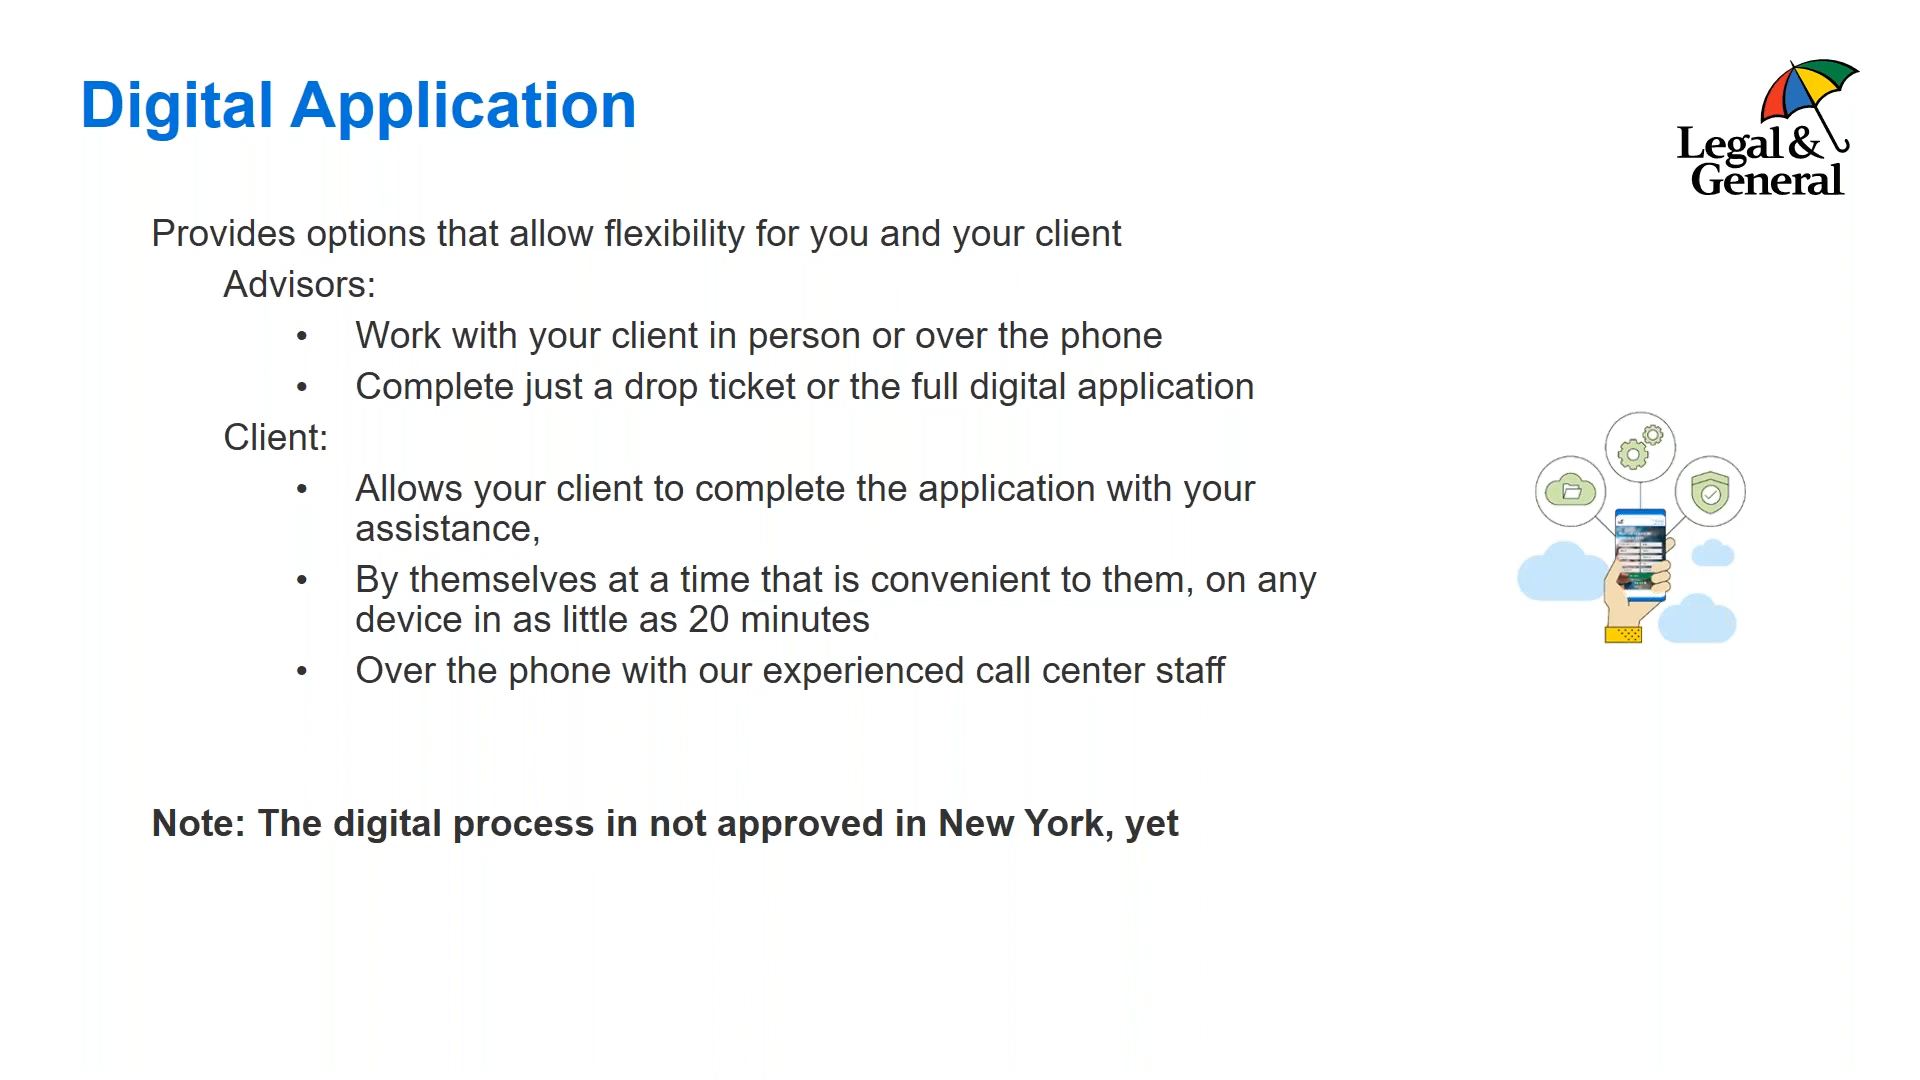 Digital Application
Legal &
General
Provides options that allow flexibility for you and your client
Advisors:
• Work with your client in person or over the phone
• Complete just a drop ticket or the full digital application
Client:
• Allows your client to complete the application with your
assistance,
• By themselves at a time that is convenient to them, on any
device in as little as 20 minutes
• Over the phone with our experienced call center staff
Note: The digital process in not approved in New York, yet